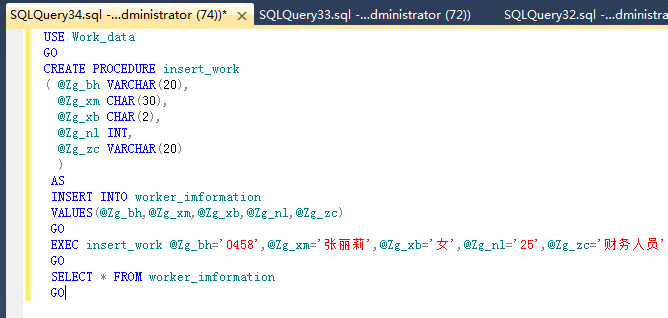 SQLQuery34.sql -...dministrator (74))* SQLQuery33.sql -...dministrator (72)) SQLQuery32.sql -...dministra
USE Work_data
GO
CREATE PROCEDURE insert_work
( @Zg_bh VARCHAR(20),
@Zg_xm CHAR(30),
@Zg_xb CHAR(2),
@Zg_nl INT,
@Zg_zc VARCHAR(20)
)
AS
INSERT INTO worker_imformation
VALUES(@Zg_bh,@Zg_xm,@Zg_xb,@Zg_nl,@Zg_zc)
GO
EXEC insert_work @Zg_bh='0458',@Zg_xm='张丽莉',@Zg_xb='女',@Zg_nl='25',@Zg_zc='财务人员'
GO
SELECT * FROM worker_imformation
GO